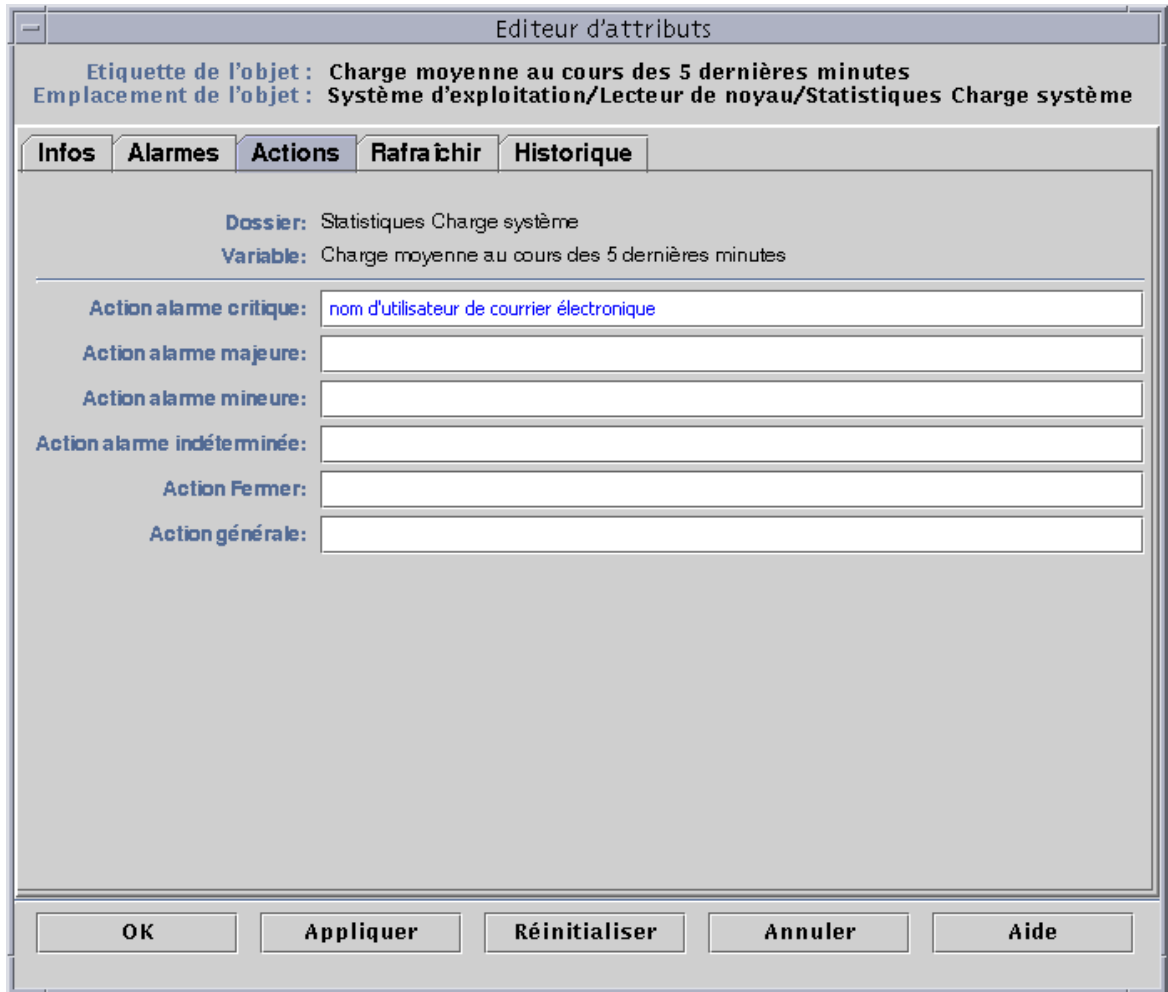 Editeur d'attributs
Etiquette de l'objet : Charge moyenne au cours des 5 dernières minutes
Emplacement de l'objet : Système d'exploitation/Lecteur de noyau/Statistiques Charge système
Infos Alarmes Actions Rafraîchir Historique
Dossier: Statistiques Charge système
Variable: Charge moyenne au cours des 5 dernières minutes
Action alarme critique: nom d'utilisateur de courrier électronique
Action alarme majeure:
Action alarme mineure:
Action alarme indéterminée:
Action Fermer:
Action générale:
OK Appliquer Réinitialiser Annuler Aide